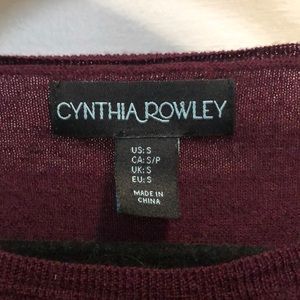 CYNTHIA ROWLEY
US: S
CA: S/P
UK: S
EU: S
MADE IN
CHINA